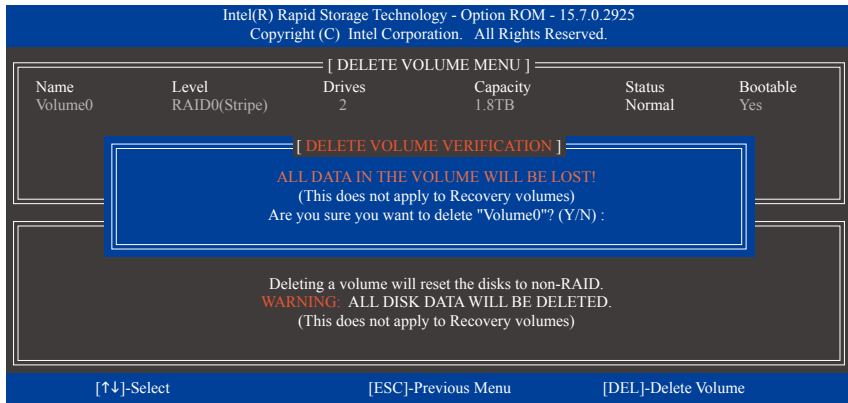 Intel(R) Rapid Storage Technology - Option ROM - 15.7.0.2925
Copyright (C) Intel Corporation. All Rights Reserved.
[ DELETE VOLUME MENU ]
Name Level Drives Capacity Status Bootable
Volume0 RAID0(Stripe) 2 1.8TB Normal Yes
[ DELETE VOLUME VERIFICATION ]
ALL DATA IN THE VOLUME WILL BE LOST!
(This does not apply to Recovery volumes)
Are you sure you want to delete "Volume0"? (Y/N) :
Deleting a volume will reset the disks to non-RAID.
WARNING: ALL DISK DATA WILL BE DELETED.
(This does not apply to Recovery volumes)
[↑↓]-Select [ESC]-Previous Menu [DEL]-Delete Volume